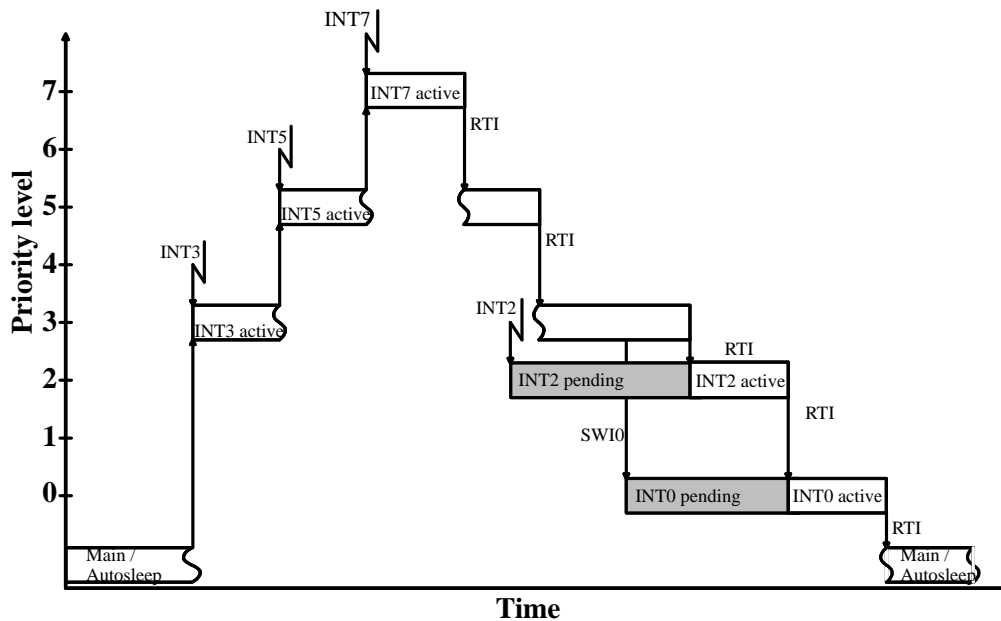 INT7
7
INT7 active
RTI
6
INT5
5
INT5 active
RTI
4
INT3
3
INT3 active
INT2
RTI
2
INT2 pending
INT2 active
1
SWI0
RTI
0
INT0 pending
INT0 active
RTI
Main /
Autosleep
Main /
Autosleep
Priority level
Time